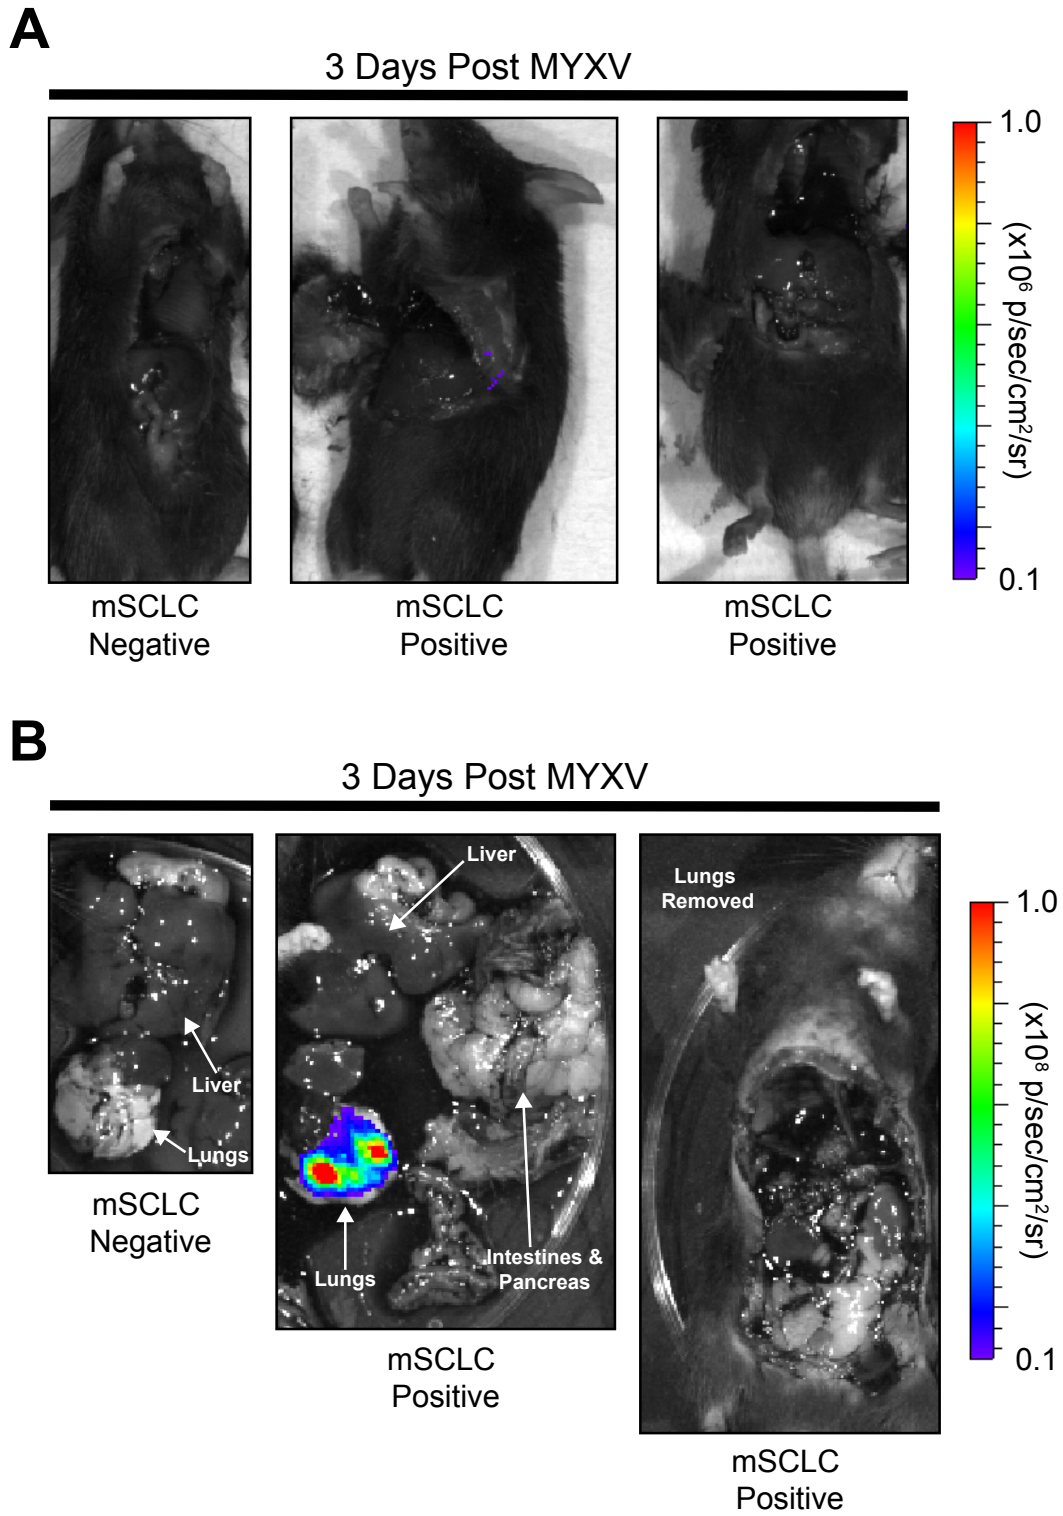 A
3 Days Post MYXV
1.0
(x10⁶ p/sec/cm²/sr)
0.1
mSCLC
Negative
mSCLC
Positive
mSCLC
Positive
B
3 Days Post MYXV
Liver
Lungs
Liver
Lungs
Intestines &
Pancreas
Lungs
Removed
1.0
(x10⁸ p/sec/cm²/sr)
0.1
mSCLC
Negative
mSCLC
Positive
mSCLC
Positive